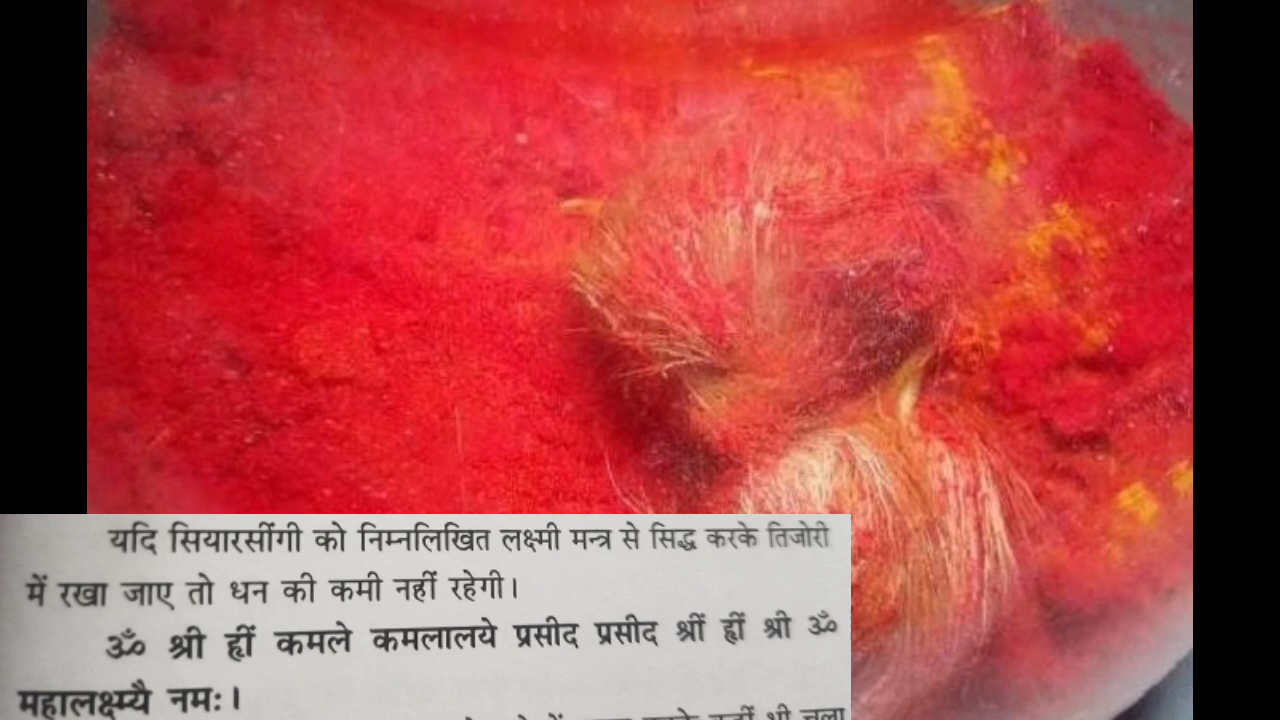 यदि सियारसींगी को निम्नलिखित लक्ष्मी मन्त्र से सिद्ध करके तिजोरी
में रखा जाए तो धन की कमी नहीं रहेगी।
ॐ श्री ह्रीं कमले कमलालये प्रसीद प्रसीद श्रीं ह्रीं श्री ॐ
महालक्ष्म्यै नमः।